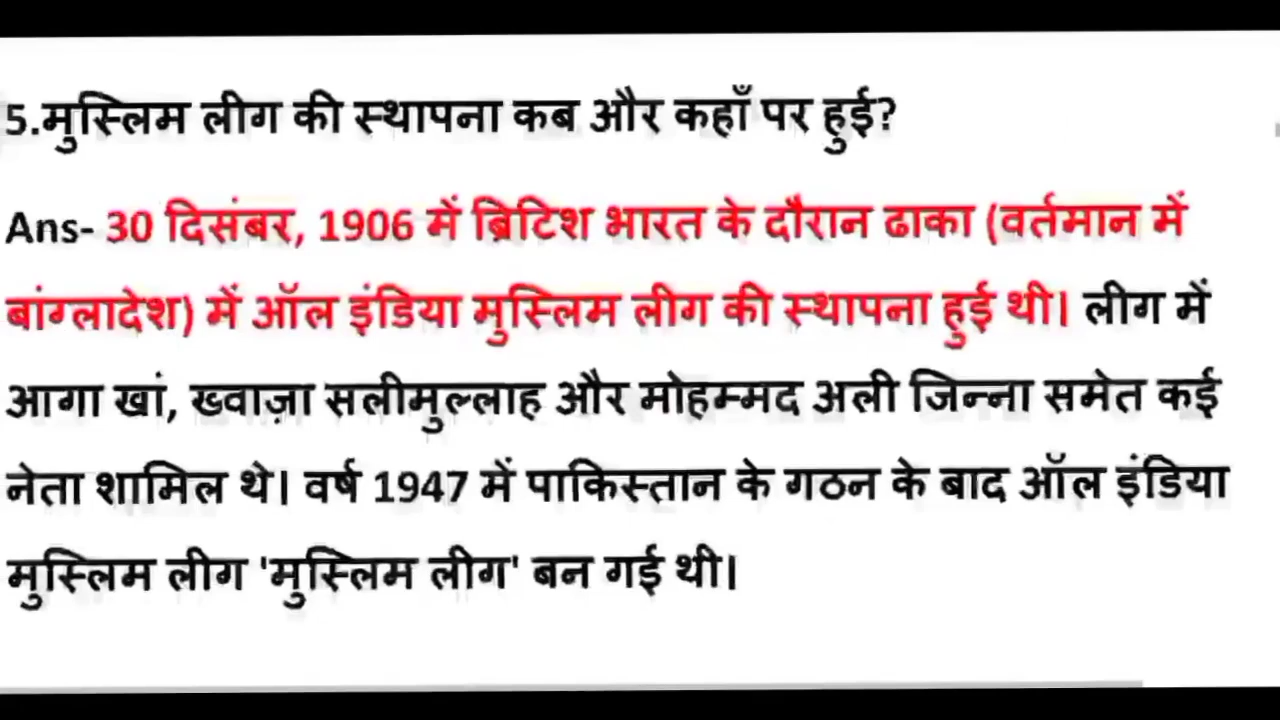 5.मुस्लिम लीग की स्थापना कब और कहाँ पर हुई?
Ans- 30 दिसंबर, 1906 में ब्रिटिश भारत के दौरान ढाका (वर्तमान में
बांग्लादेश) में ऑल इंडिया मुस्लिम लीग की स्थापना हुई थी। लीग में
आगा खां, ख्वाज़ा सलीमुल्लाह और मोहम्मद अली जिन्ना समेत कई
नेता शामिल थे। वर्ष 1947 में पाकिस्तान के गठन के बाद ऑल इंडिया
मुस्लिम लीग 'मुस्लिम लीग' बन गई थी।